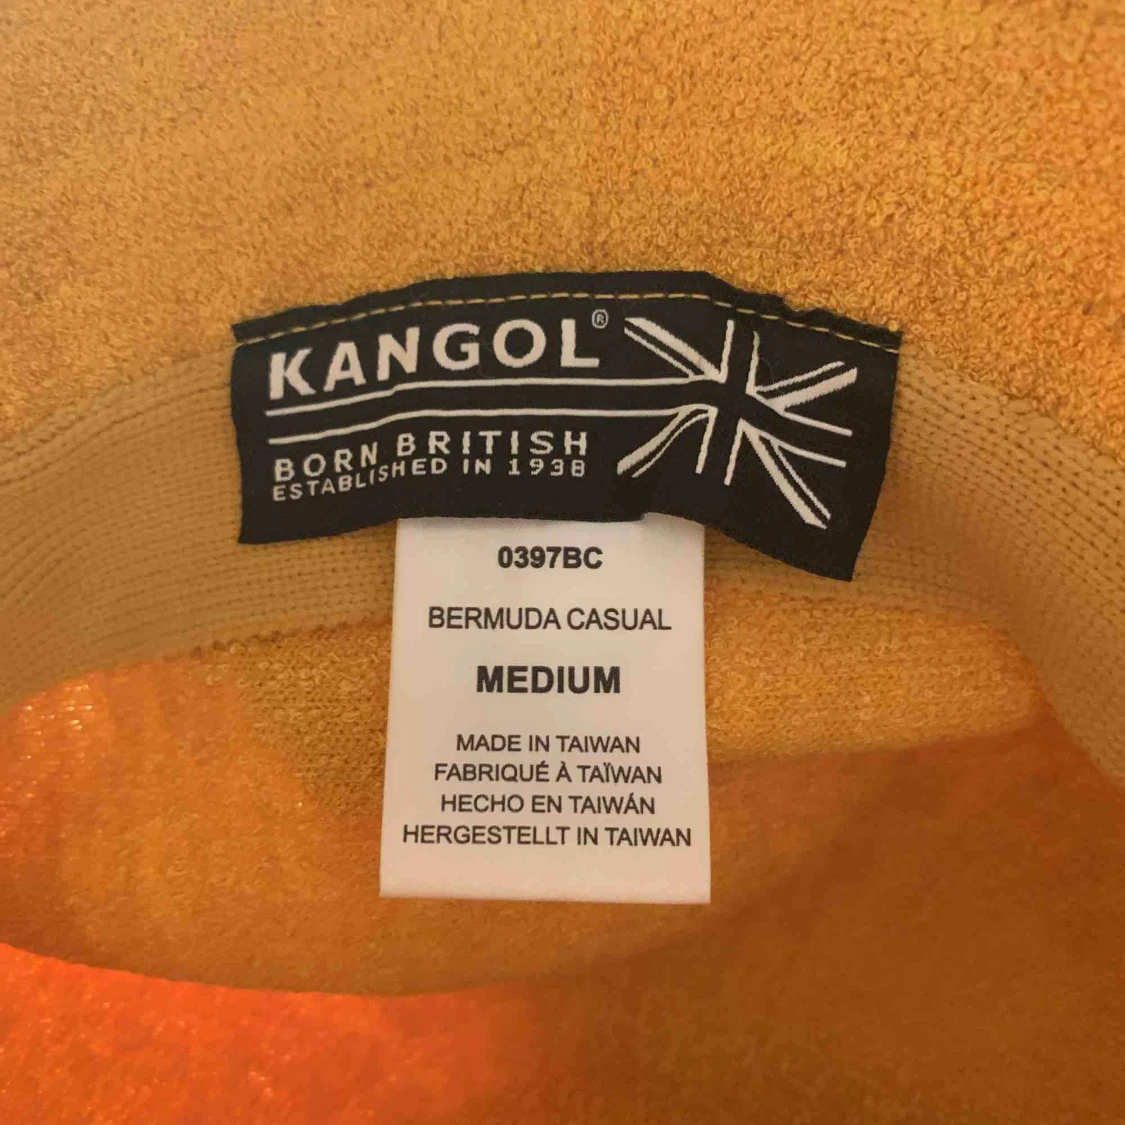 KANGOL®
BORN BRITISH
ESTABLISHED IN 1938
0397BC
BERMUDA CASUAL
MEDIUM
MADE IN TAIWAN
FABRIQUÉ À TAÏWAN
HECHO EN TAIWÁN
HERGESTELLT IN TAIWAN